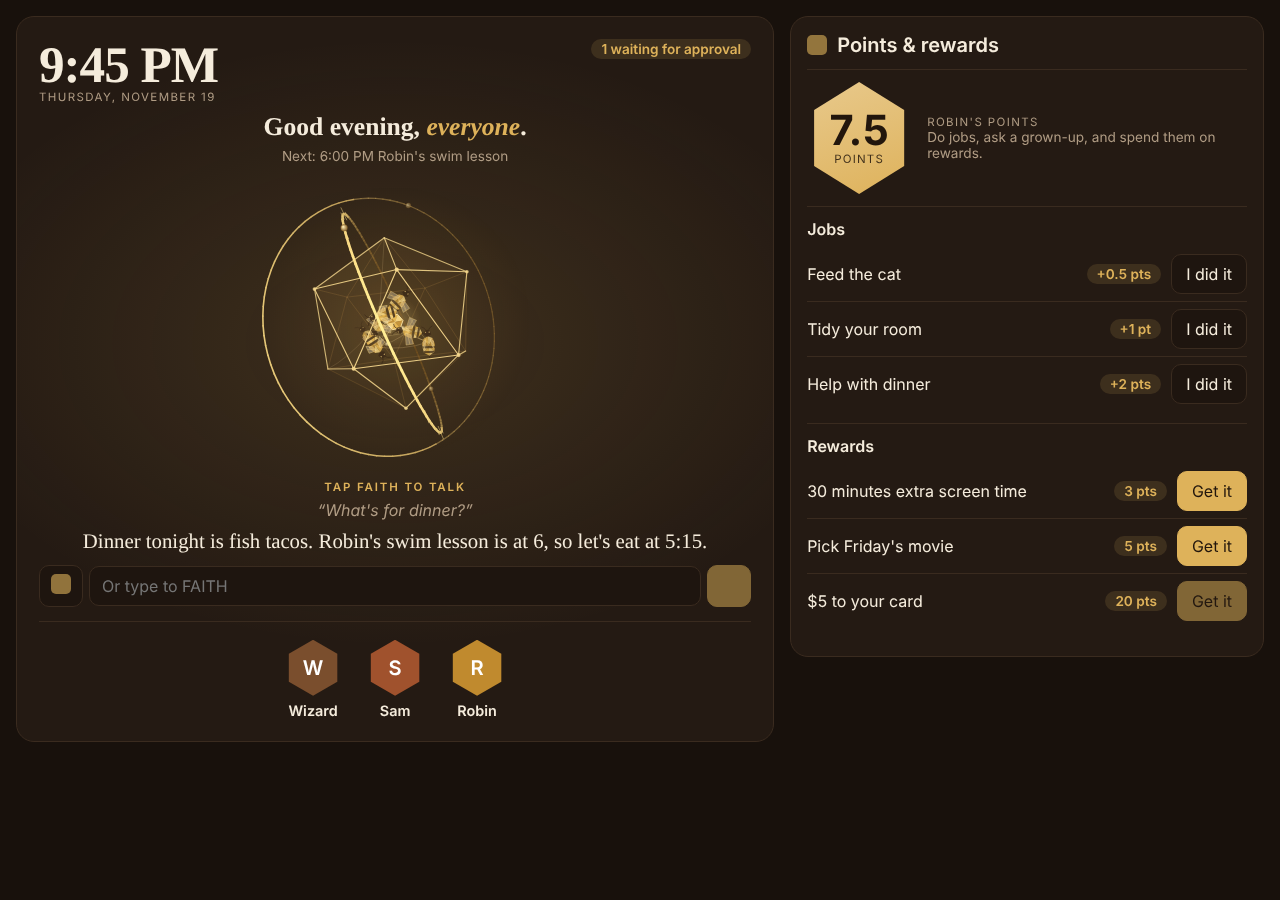 9:45 PM
THURSDAY, NOVEMBER 19
1 waiting for approval
Good evening, everyone.
Next: 6:00 PM Robin's swim lesson
TAP FAITH TO TALK
“What's for dinner?”
Dinner tonight is fish tacos. Robin's swim lesson is at 6, so let's eat at 5:15.
Or type to FAITH
W
S
R
Wizard
Sam
Robin
Points & rewards
7.5
POINTS
ROBIN'S POINTS
Do jobs, ask a grown-up, and spend them on
rewards.
Jobs
Feed the cat +0.5 pts I did it
Tidy your room +1 pt I did it
Help with dinner +2 pts I did it
Rewards
30 minutes extra screen time 3 pts Get it
Pick Friday's movie 5 pts Get it
$5 to your card 20 pts Get it